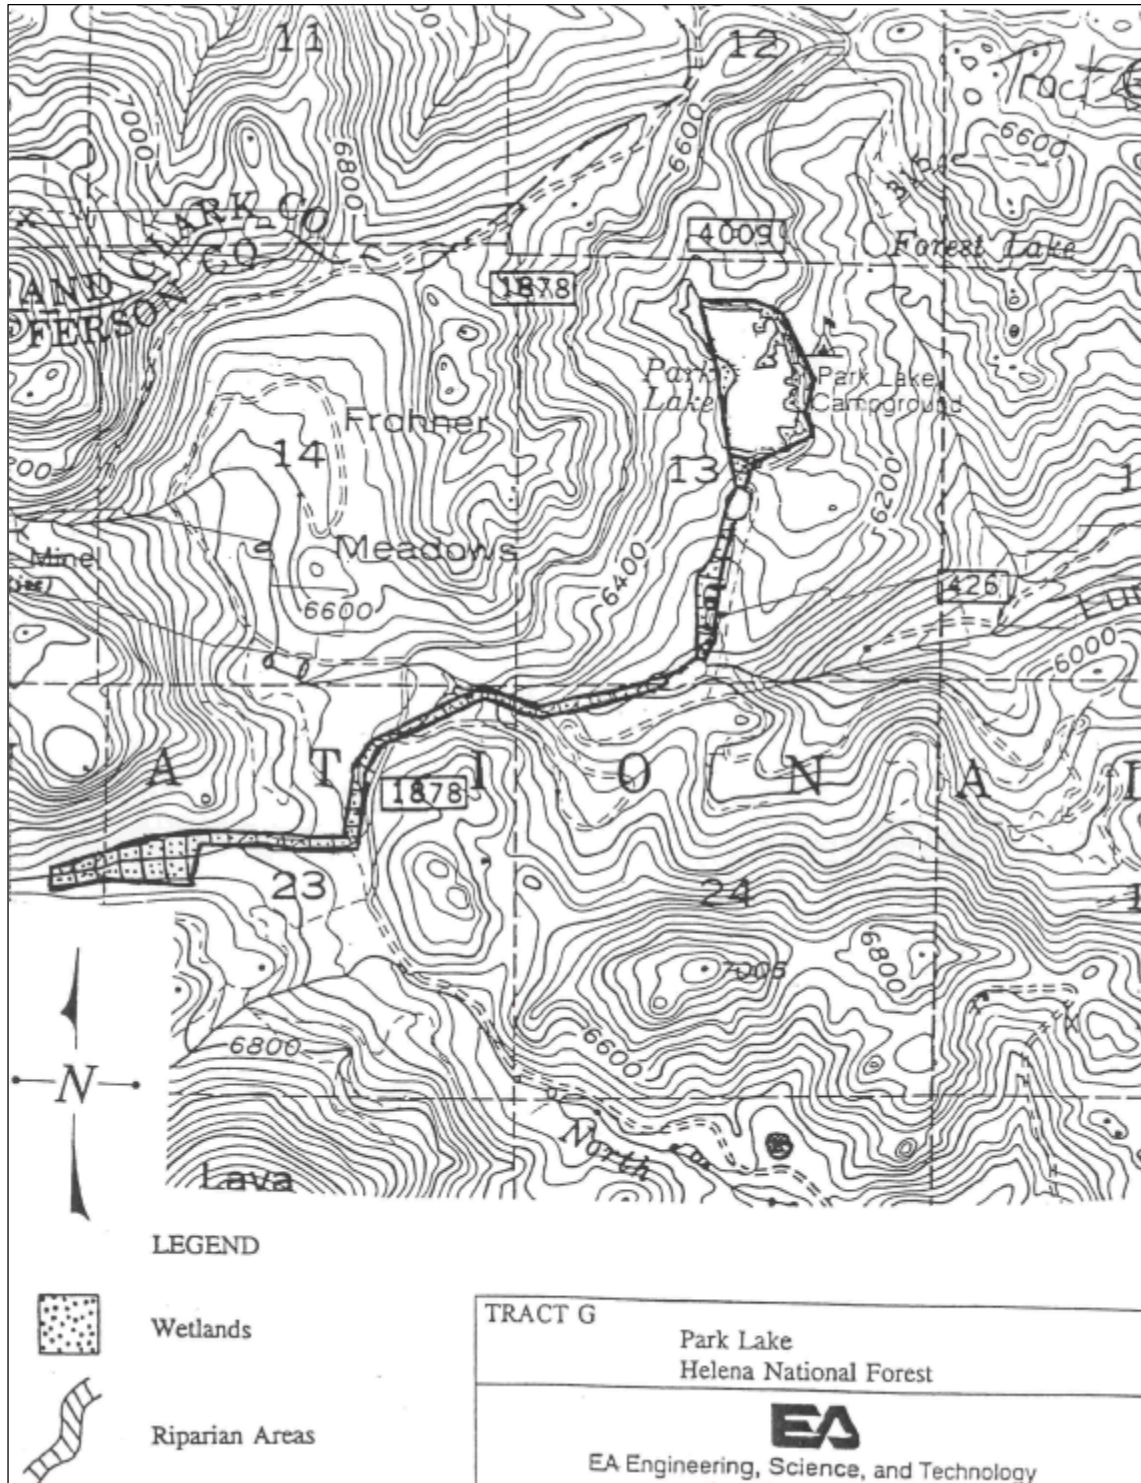 11
12
7000
6800
6600
6600
CLARK CO
AND
FFERSON CO
4009
Forest Lake
1878
Park
Lake
Park Lake
Campground
Frohner
14
13
6200
Meadows
Mine
6400
426
6600
6000
A T I O N A L
1878
23
24
7005
6800
6800
6600
N
North
Lava
LEGEND
Wetlands
Riparian Areas
TRACT G
Park Lake
Helena National Forest
EA
EA Engineering, Science, and Technology